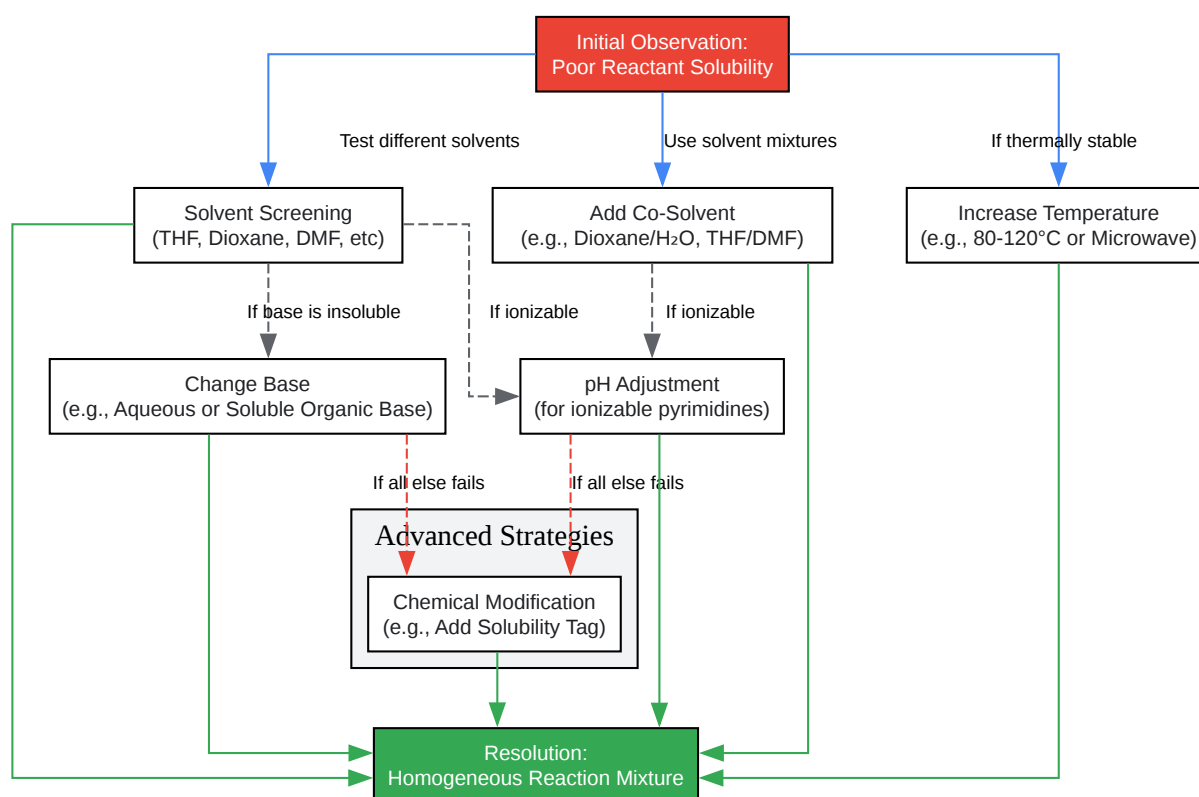 Initial Observation:
Poor Reactant Solubility
Test different solvents
Use solvent mixtures
If thermally stable
Solvent Screening
(THF, Dioxane, DMF, etc)
Add Co-Solvent
(e.g., Dioxane/H₂O, THF/DMF)
Increase Temperature
(e.g., 80-120°C or Microwave)
If base is insoluble
If ionizable
If ionizable
Change Base
(e.g., Aqueous or Soluble Organic Base)
pH Adjustment
(for ionizable pyrimidines)
If all else fails
If all else fails
Advanced Strategies
Chemical Modification
(e.g., Add Solubility Tag)
Resolution:
Homogeneous Reaction Mixture